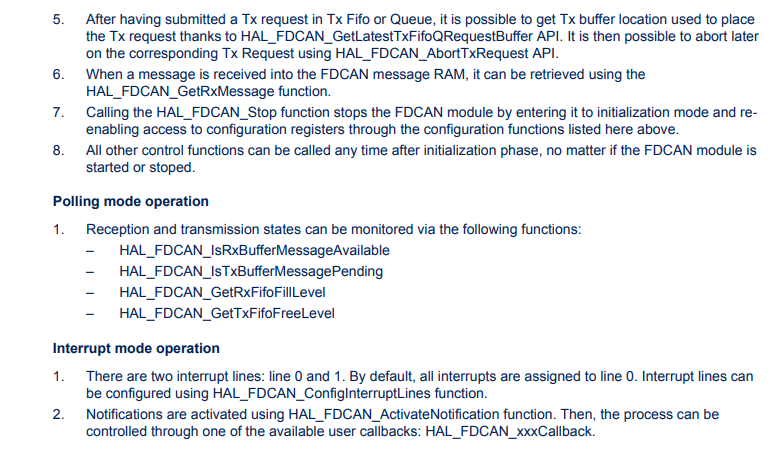 5. After having submitted a Tx request in Tx Fifo or Queue, it is possible to get Tx buffer location used to place
the Tx request thanks to HAL_FDCAN_GetLatestTxFifoQRequestBuffer API. It is then possible to abort later
on the corresponding Tx Request using HAL_FDCAN_AbortTxRequest API.
6. When a message is received into the FDCAN message RAM, it can be retrieved using the
HAL_FDCAN_GetRxMessage function.
7. Calling the HAL_FDCAN_Stop function stops the FDCAN module by entering it to initialization mode and re-
enabling access to configuration registers through the configuration functions listed here above.
8. All other control functions can be called any time after initialization phase, no matter if the FDCAN module is
started or stoped.
Polling mode operation
1. Reception and transmission states can be monitored via the following functions:
– HAL_FDCAN_IsRxBufferMessageAvailable
– HAL_FDCAN_IsTxBufferMessagePending
– HAL_FDCAN_GetRxFifoFillLevel
– HAL_FDCAN_GetTxFifoFreeLevel
Interrupt mode operation
1. There are two interrupt lines: line 0 and 1. By default, all interrupts are assigned to line 0. Interrupt lines can
be configured using HAL_FDCAN_ConfigInterruptLines function.
2. Notifications are activated using HAL_FDCAN_ActivateNotification function. Then, the process can be
controlled through one of the available user callbacks: HAL_FDCAN_xxxCallback.